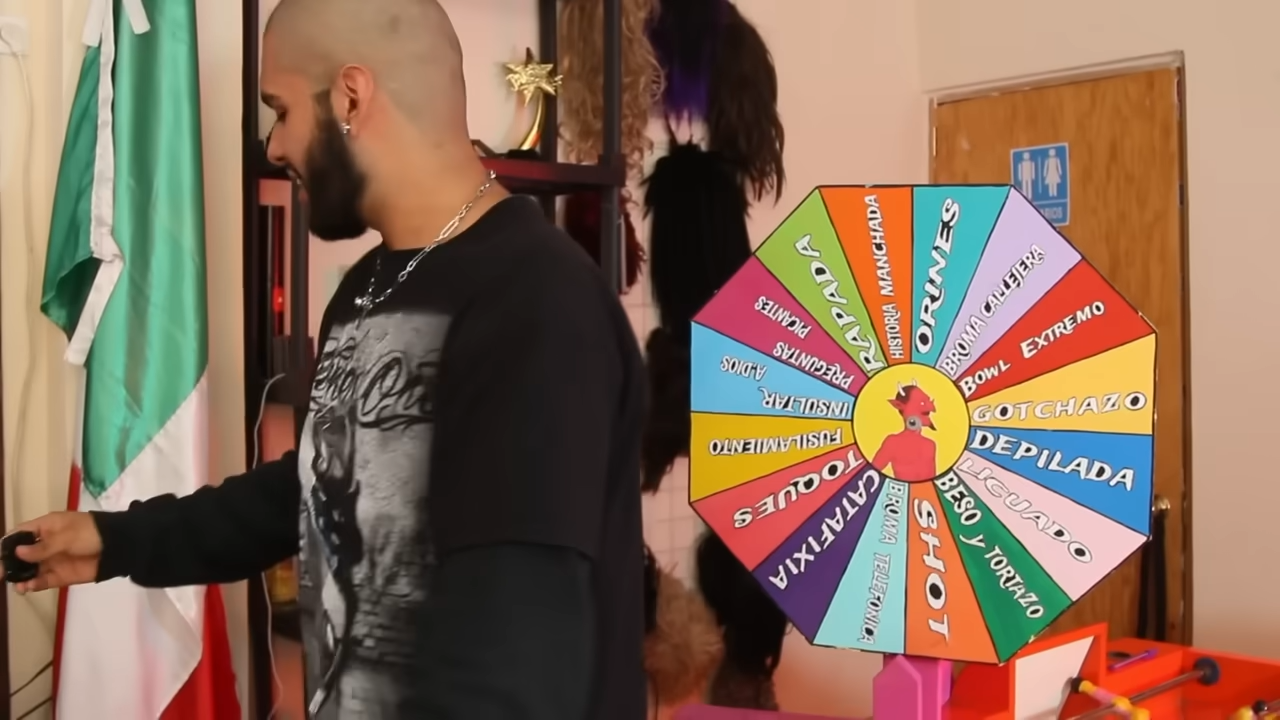 RAPADA
HISTORIA MANCHADA
ORINES
BROMA CALLEJERA
BOWL EXTREMO
GOTCHAZO
DEPILADA
LICUADO
BESO y TORTAZO
SHOT
BROMA TELEFONICA
CATAFIXIA
TOQUES
FUSILAMIENTO
INSULTAR
A.DIOS
PREGUNTAS
PICANTES